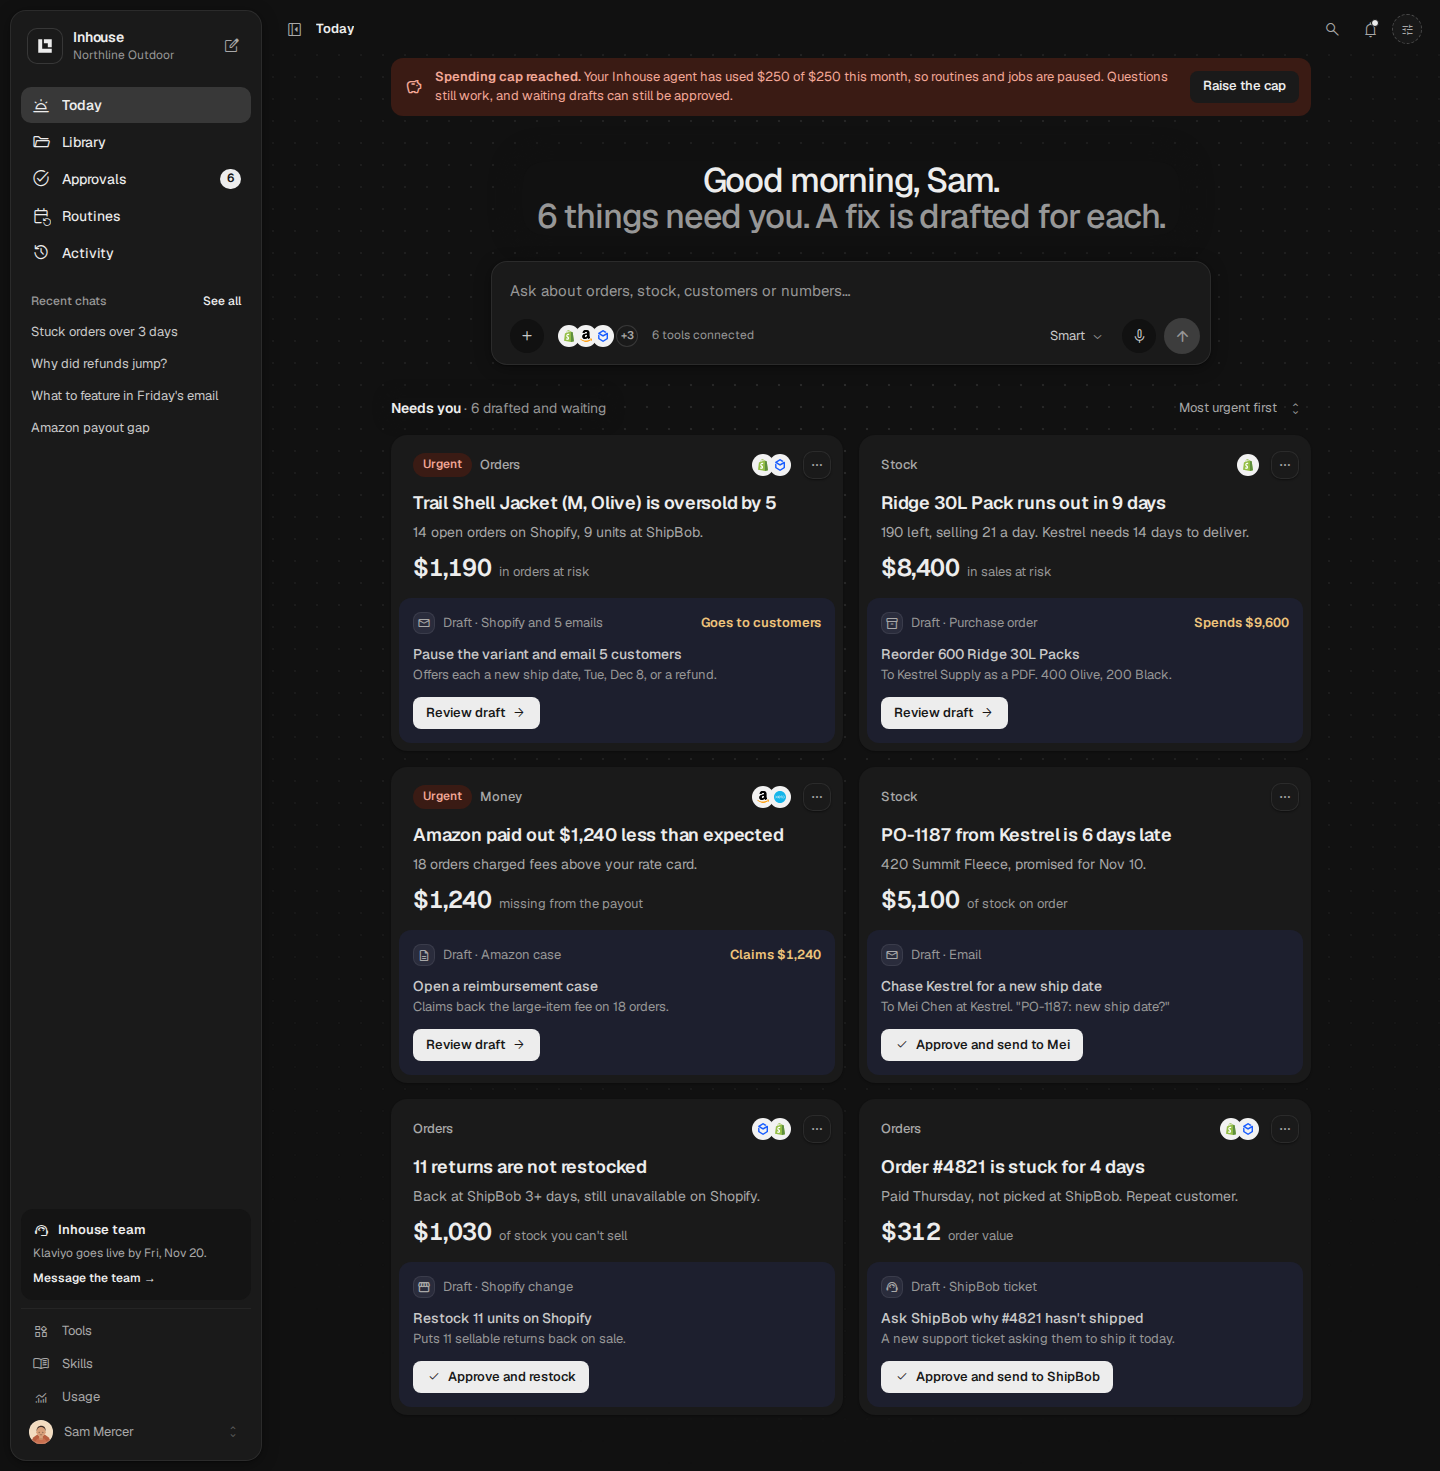 Inhouse
Northline Outdoor
Today
Library
Approvals
6
Routines
Activity
Recent chats
See all
Stuck orders over 3 days
Why did refunds jump?
What to feature in Friday's email
Amazon payout gap
Inhouse team
Klaviyo goes live by Fri, Nov 20.
Message the team →
Tools
Skills
Usage
Sam Mercer
Today
Spending cap reached. Your Inhouse agent has used $250 of $250 this month, so routines and jobs are paused. Questions
still work, and waiting drafts can still be approved.
Raise the cap
Good morning, Sam.
6 things need you. A fix is drafted for each.
Ask about orders, stock, customers or numbers…
+3
6 tools connected
Smart
Needs you · 6 drafted and waiting
Most urgent first
Urgent
Orders
Trail Shell Jacket (M, Olive) is oversold by 5
14 open orders on Shopify, 9 units at ShipBob.
$1,190 in orders at risk
Draft · Shopify and 5 emails
Goes to customers
Pause the variant and email 5 customers
Offers each a new ship date, Tue, Dec 8, or a refund.
Review draft →
Stock
Ridge 30L Pack runs out in 9 days
190 left, selling 21 a day. Kestrel needs 14 days to deliver.
$8,400 in sales at risk
Draft · Purchase order
Spends $9,600
Reorder 600 Ridge 30L Packs
To Kestrel Supply as a PDF. 400 Olive, 200 Black.
Review draft →
Urgent
Money
Amazon paid out $1,240 less than expected
18 orders charged fees above your rate card.
$1,240 missing from the payout
Draft · Amazon case
Claims $1,240
Open a reimbursement case
Claims back the large-item fee on 18 orders.
Review draft →
Stock
PO-1187 from Kestrel is 6 days late
420 Summit Fleece, promised for Nov 10.
$5,100 of stock on order
Draft · Email
Chase Kestrel for a new ship date
To Mei Chen at Kestrel. "PO-1187: new ship date?"
Approve and send to Mei
Orders
11 returns are not restocked
Back at ShipBob 3+ days, still unavailable on Shopify.
$1,030 of stock you can't sell
Draft · Shopify change
Restock 11 units on Shopify
Puts 11 sellable returns back on sale.
Approve and restock
Orders
Order #4821 is stuck for 4 days
Paid Thursday, not picked at ShipBob. Repeat customer.
$312 order value
Draft · ShipBob ticket
Ask ShipBob why #4821 hasn't shipped
A new support ticket asking them to ship it today.
Approve and send to ShipBob